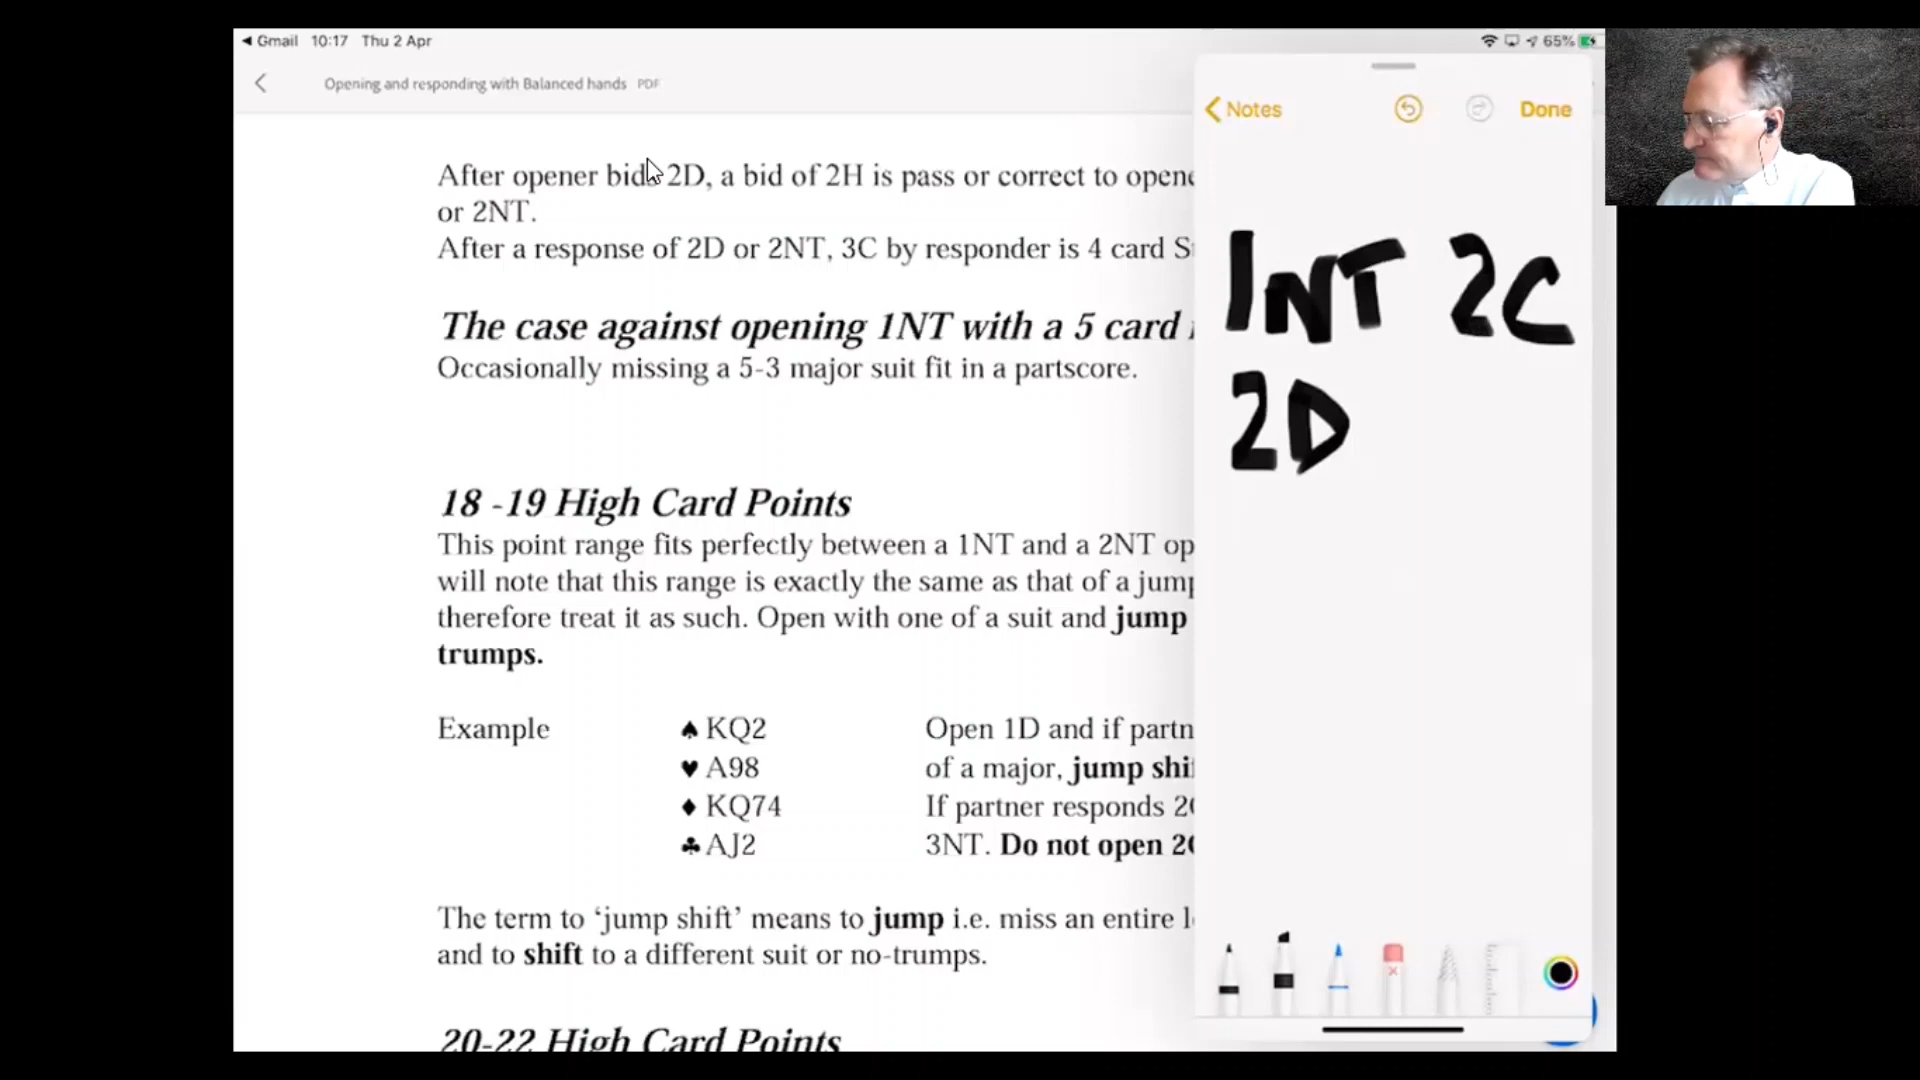 Gmail 10:17 Thu 2 Apr
65%
Opening and responding with Balanced hands PDF
After opener bids 2D, a bid of 2H is pass or correct to opene
or 2NT.
After a response of 2D or 2NT, 3C by responder is 4 card S
The case against opening 1NT with a 5 card
Occasionally missing a 5-3 major suit fit in a partscore.
18 -19 High Card Points
This point range fits perfectly between a 1NT and a 2NT op
will note that this range is exactly the same as that of a jump
therefore treat it as such. Open with one of a suit and jump
trumps.
Example ♠ KQ2 Open 1D and if partn
♥ A98 of a major, jump shi
♦ KQ74 If partner responds 2
♣ AJ2 3NT. Do not open 2
The term to ‘jump shift’ means to jump i.e. miss an entire l
and to shift to a different suit or no-trumps.
20-22 High Card Points
Notes Done
1NT 2C
2D